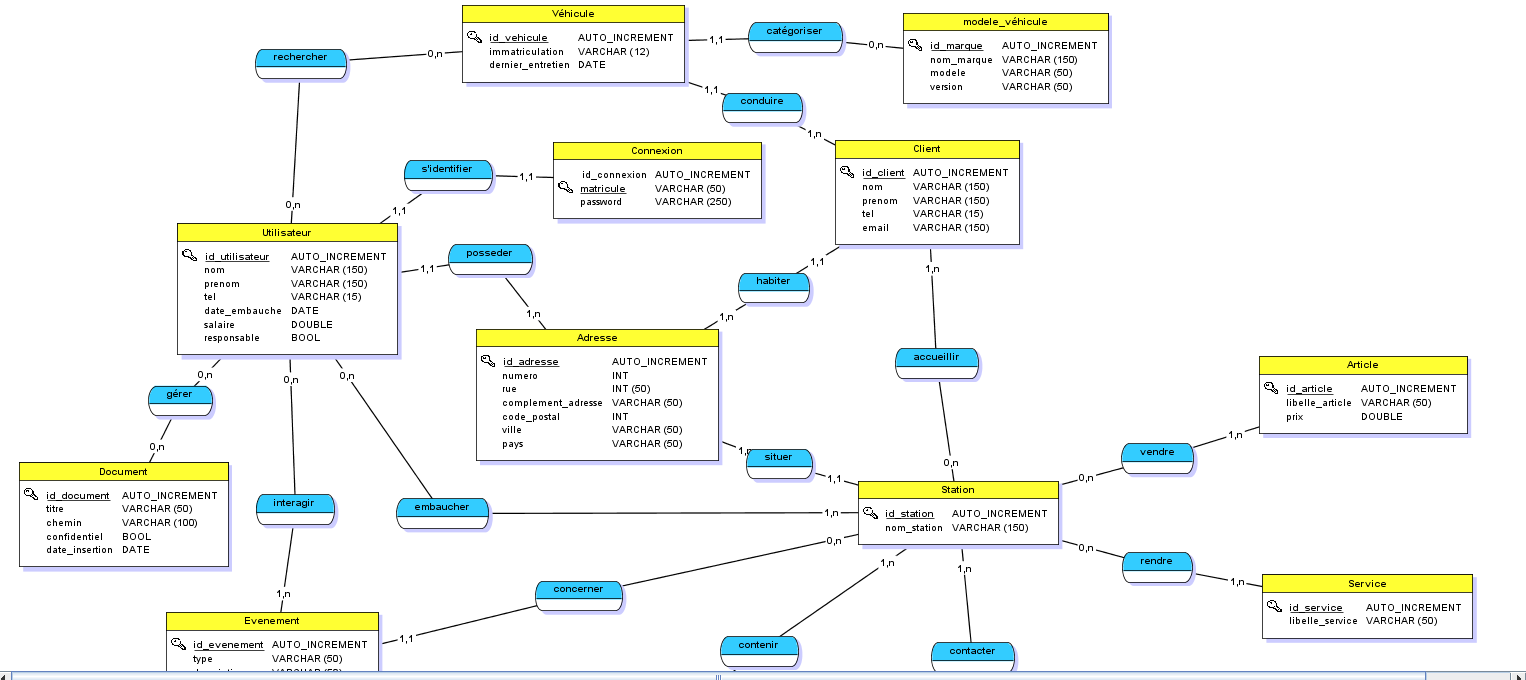 Véhicule
id_vehicule AUTO_INCREMENT
immatriculation VARCHAR (12)
dernier_entretien DATE
modele_véhicule
id_marque AUTO_INCREMENT
nom_marque VARCHAR (150)
modele VARCHAR (50)
version VARCHAR (50)
catégoriser
1,1
0,n
rechercher
0,n
0,n
conduire
1,1
1,n
Connexion
id_connexion AUTO_INCREMENT
matricule VARCHAR (50)
password VARCHAR (250)
s'identifier
1,1
1,1
Client
id_client AUTO_INCREMENT
nom VARCHAR (150)
prenom VARCHAR (150)
tel VARCHAR (15)
email VARCHAR (150)
Utilisateur
id_utilisateur AUTO_INCREMENT
nom VARCHAR (150)
prenom VARCHAR (150)
tel VARCHAR (15)
date_embauche DATE
salaire DOUBLE
responsable BOOL
posseder
1,1
1,n
habiter
1,1
1,n
Adresse
id_adresse AUTO_INCREMENT
numero INT
rue INT (50)
complement_adresse VARCHAR (50)
code_postal INT
ville VARCHAR (50)
pays VARCHAR (50)
accueillir
1,n
0,n
Article
id_article AUTO_INCREMENT
libelle_article VARCHAR (50)
prix DOUBLE
gérer
0,n
0,n
situer
1,n
1,1
vendre
1,n
0,n
Document
id_document AUTO_INCREMENT
titre VARCHAR (50)
chemin VARCHAR (100)
confidentiel BOOL
date_insertion DATE
interagir
0,n
1,n
embaucher
0,n
1,n
Station
id_station AUTO_INCREMENT
nom_station VARCHAR (150)
rendre
0,n
1,n
Service
id_service AUTO_INCREMENT
libelle_service VARCHAR (50)
concerner
0,n
1,1
Evenement
id_evenement AUTO_INCREMENT
type VARCHAR (50)
contenir
1,n
contacter
1,n